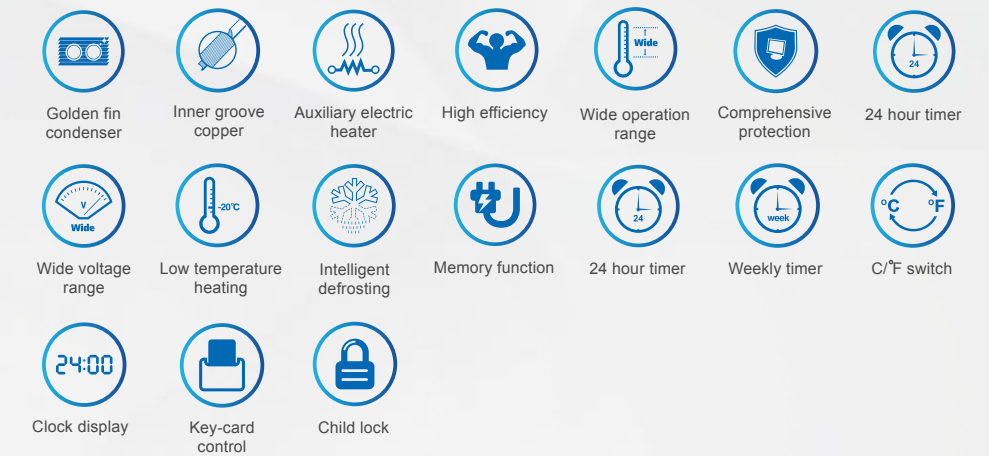 Wide
24
Golden fin
condenser
Inner groove
copper
Auxiliary electric
heater
High efficiency
Wide operation
range
Comprehensive
protection
24 hour timer
V
Wide
-20°C
24
week
°C °F
Wide voltage
range
Low temperature
heating
Intelligent
defrosting
Memory function
24 hour timer
Weekly timer
C/°F switch
24:00
Clock display
Key-card
control
Child lock